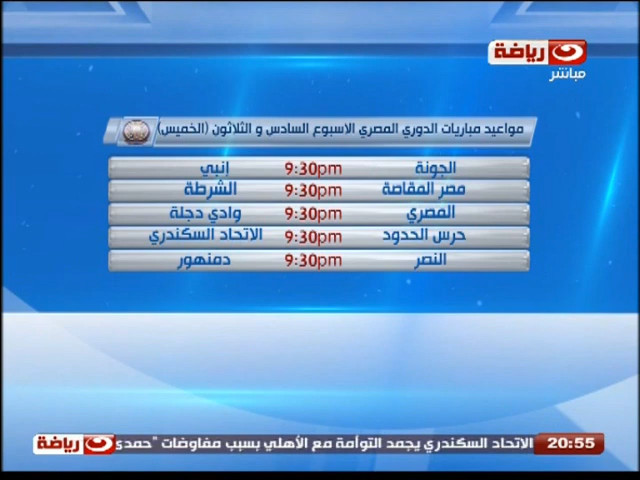 رياضة
مباشر
مواعيد مباريات الدوري المصري الاسبوع السادس و الثلاثون (الخميس)
الجونة 9:30pm إنبي
مصر المقاصة 9:30pm الشرطة
المصري 9:30pm وادي دجلة
حرس الحدود 9:30pm الاتحاد السكندري
النصر 9:30pm دمنهور
20:55 الاتحاد السكندري يجمد التوأمة مع الأهلي بسبب مفاوضات "حمدي رياضة